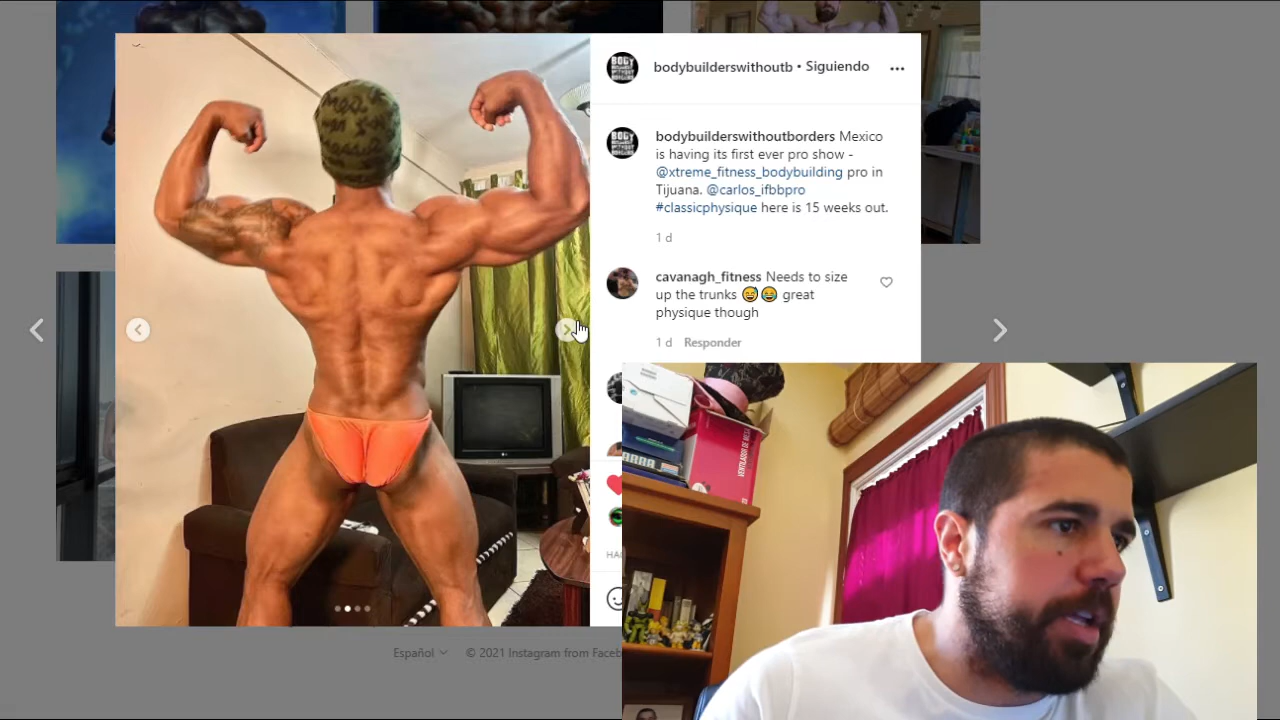 bodybuilderswithoutb • Siguiendo
bodybuilderswithoutborders Mexico
is having its first ever pro show -
@xtreme_fitness_bodybuilding pro in
Tijuana. @carlos_ifbbpro
#classicphysique here is 15 weeks out.
1 d
cavanagh_fitness Needs to size
up the trunks 😅😂 great
physique though
1 d Responder
Español
© 2021 Instagram from Faceb